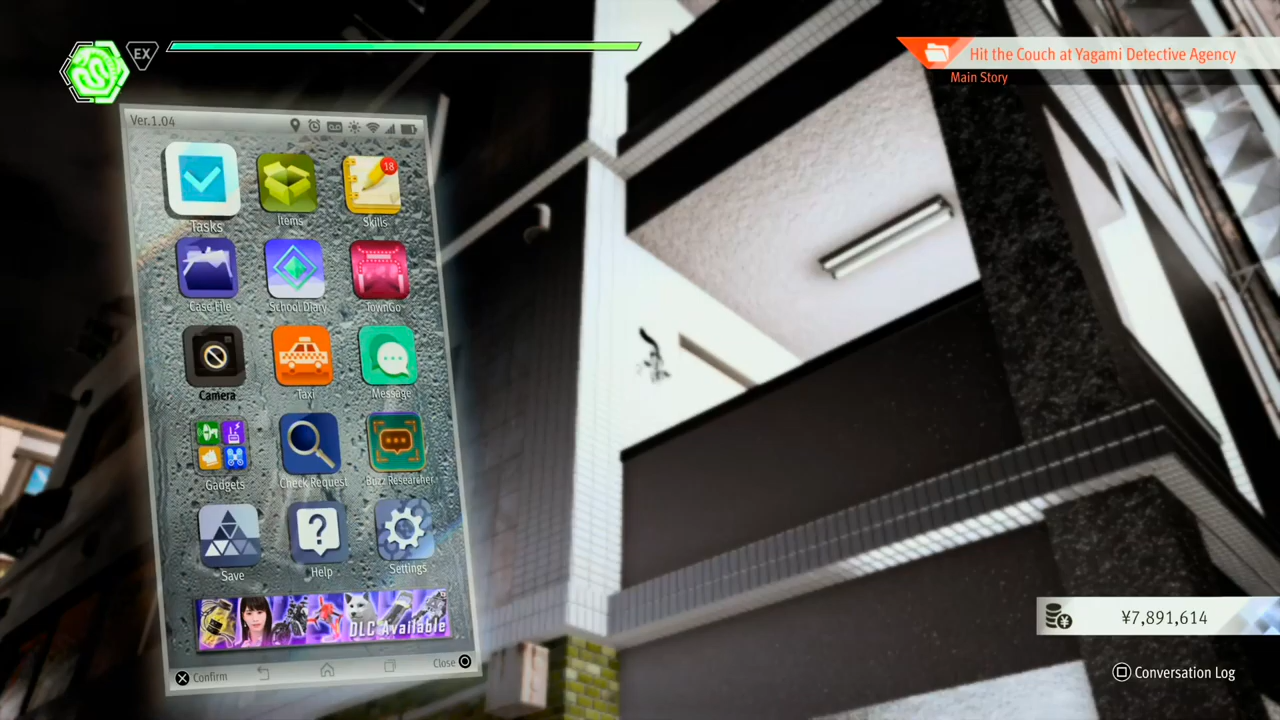 EX
Hit the Couch at Yagami Detective Agency
Main Story
Ver.1.04
18
Tasks
Items
Skills
Case File
School Diary
TownGo
Camera
Taxi
Message
Gadgets
Check Request
Buzz Researcher
Save
Help
Settings
DLC Available
Confirm
Close
¥7,891,614
Conversation Log